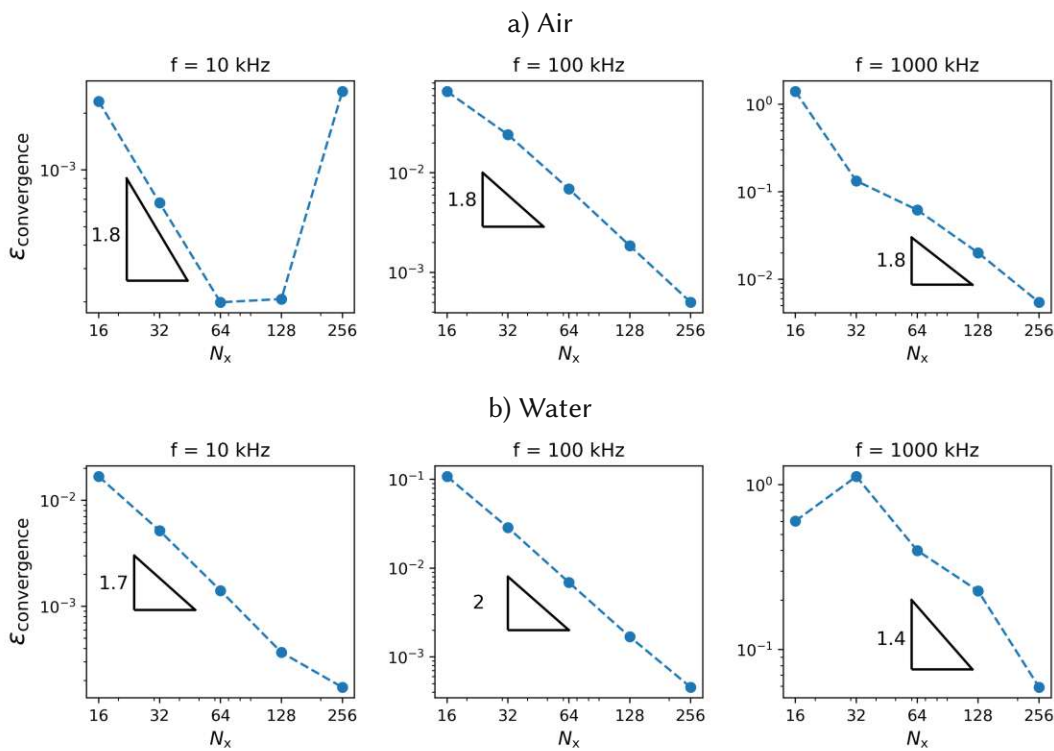 a) Air
f = 10 kHz
f = 100 kHz
f = 1000 kHz
εconvergence
10⁻³
1.8
16 32 64 128 256
Nx
10⁻²
10⁻³
1.8
16 32 64 128 256
Nx
10⁰
10⁻¹
10⁻²
1.8
16 32 64 128 256
Nx
b) Water
f = 10 kHz
f = 100 kHz
f = 1000 kHz
εconvergence
10⁻²
10⁻³
1.7
16 32 64 128 256
Nx
10⁻¹
10⁻²
10⁻³
2
16 32 64 128 256
Nx
10⁰
10⁻¹
1.4
16 32 64 128 256
Nx